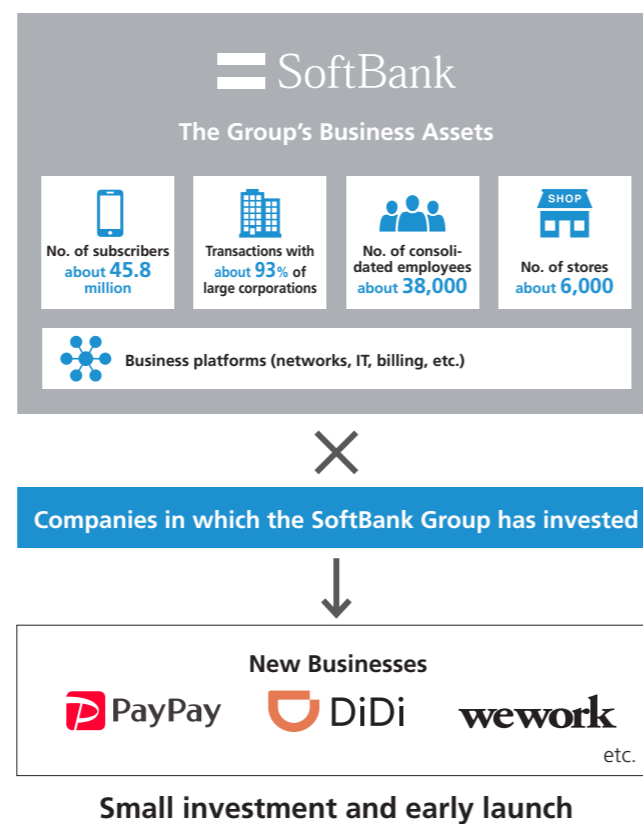 SoftBank
The Group's Business Assets
No. of subscribers
about 45.8
million
Transactions with
about 93% of
large corporations
No. of consoli-
dated employees
about 38,000
SHOP
No. of stores
about 6,000
Business platforms (networks, IT, billing, etc.)
×
Companies in which the SoftBank Group has invested
New Businesses
PayPay
DiDi
wework
etc.
Small investment and early launch